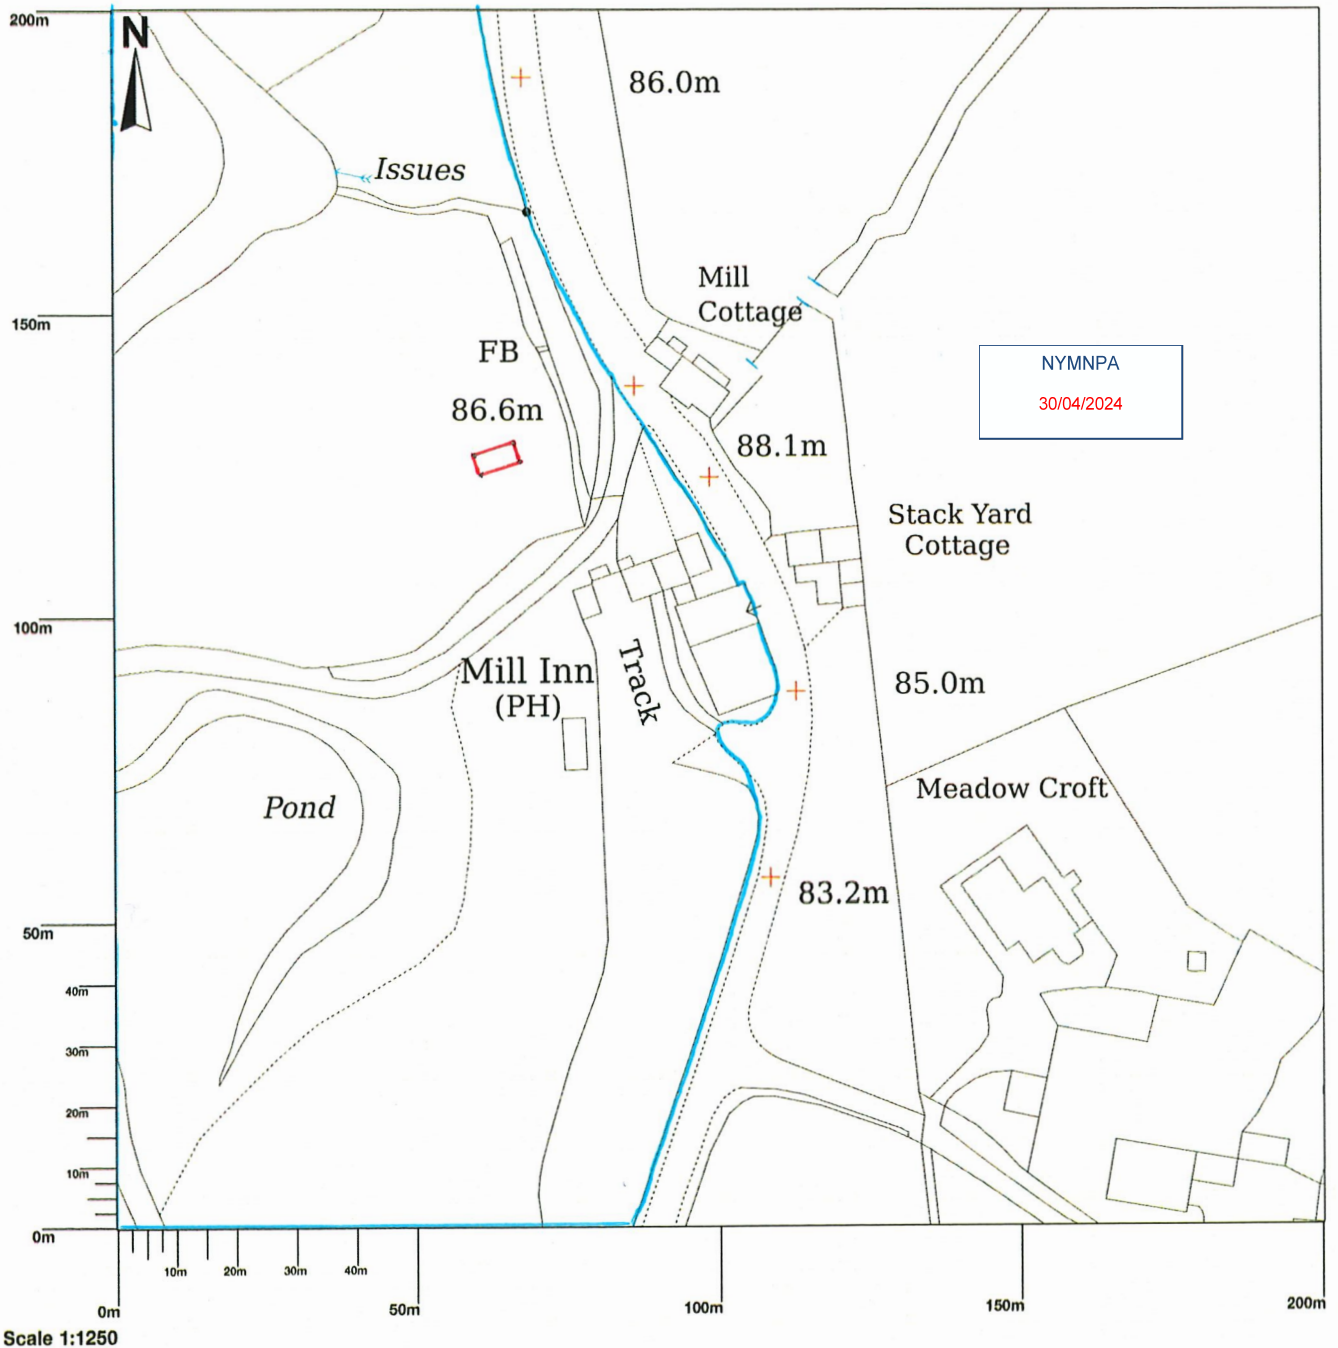 200m
N
86.0m
Issues
Mill
Cottage
150m
FB
NYMNPA
30/04/2024
86.6m
88.1m
Stack Yard
Cottage
100m
Mill Inn
(PH)
Track
85.0m
Meadow Croft
Pond
83.2m
50m
40m
30m
20m
10m
0m
10m
20m
30m
40m
0m
50m
100m
150m
200m
Scale 1:1250